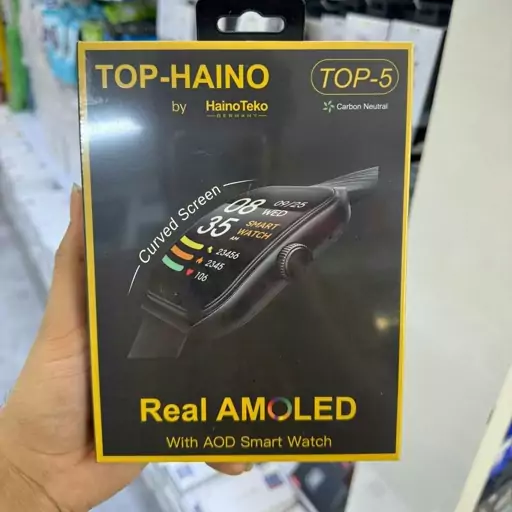 TOP-HAINO
TOP-5
by HainoTeko
GERMANY
Carbon Neutral
Curved Screen
08 09/25
WED
35 SMART
AM WATCH
23456
2345
106
Real AMOLED
With AOD Smart Watch